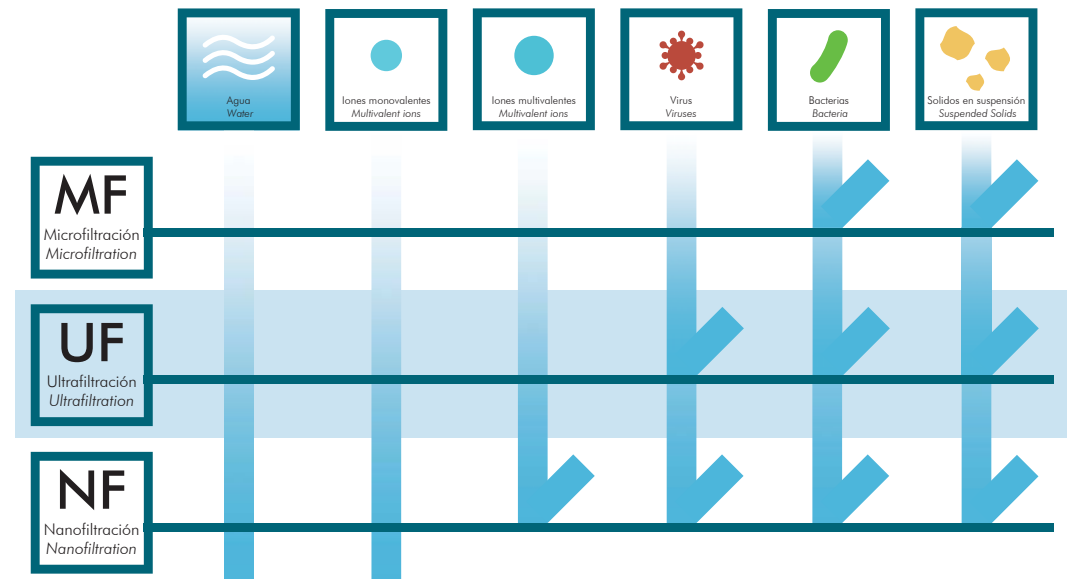 Agua
Water
Iones monovalentes
Multivalent ions
Iones multivalentes
Multivalent ions
Virus
Viruses
Bacterias
Bacteria
Solidos en suspensión
Suspended Solids
MF
Microfiltración
Microfiltration
UF
Ultrafiltración
Ultrafiltration
NF
Nanofiltración
Nanofiltration